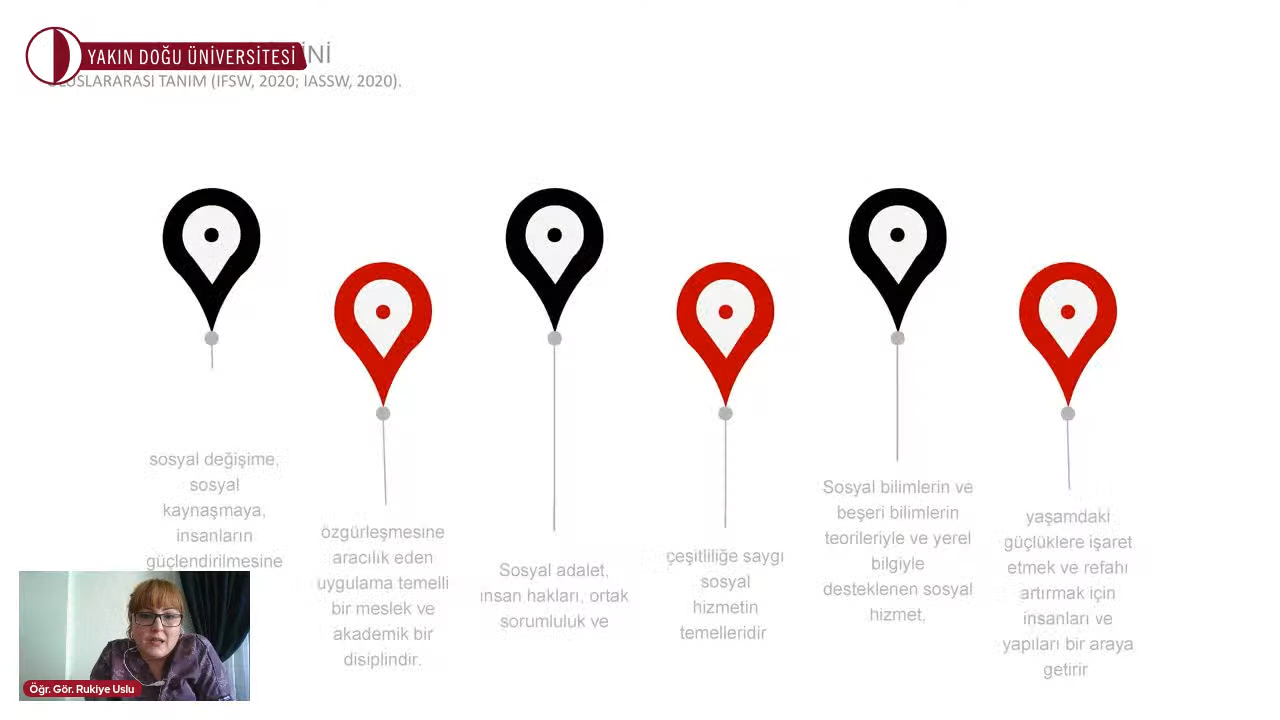 YAKIN DOĞU ÜNİVERSİTESİ
İNİ
ULUSLARARASI TANIM (IFSW, 2020; IASSW, 2020).
sosyal değişime,
sosyal
kaynaşmaya,
insanların
güçlendirilmesine
özgürleşmesine
aracılık eden
uygulama temelli
bir meslek ve
akademik bir
disiplindir.
Sosyal adalet,
insan hakları, ortak
sorumluluk ve
çeşitliliğe saygı
sosyal
hizmetin
temelleridir
Sosyal bilimlerin ve
beşeri bilimlerin
teorileriyle ve yerel
bilgiyle
desteklenen sosyal
hizmet,
yaşamdaki
güçlüklere işaret
etmek ve refahı
artırmak için
insanları ve
yapıları bir araya
getirir
Öğr. Gör. Rukiye Uslu